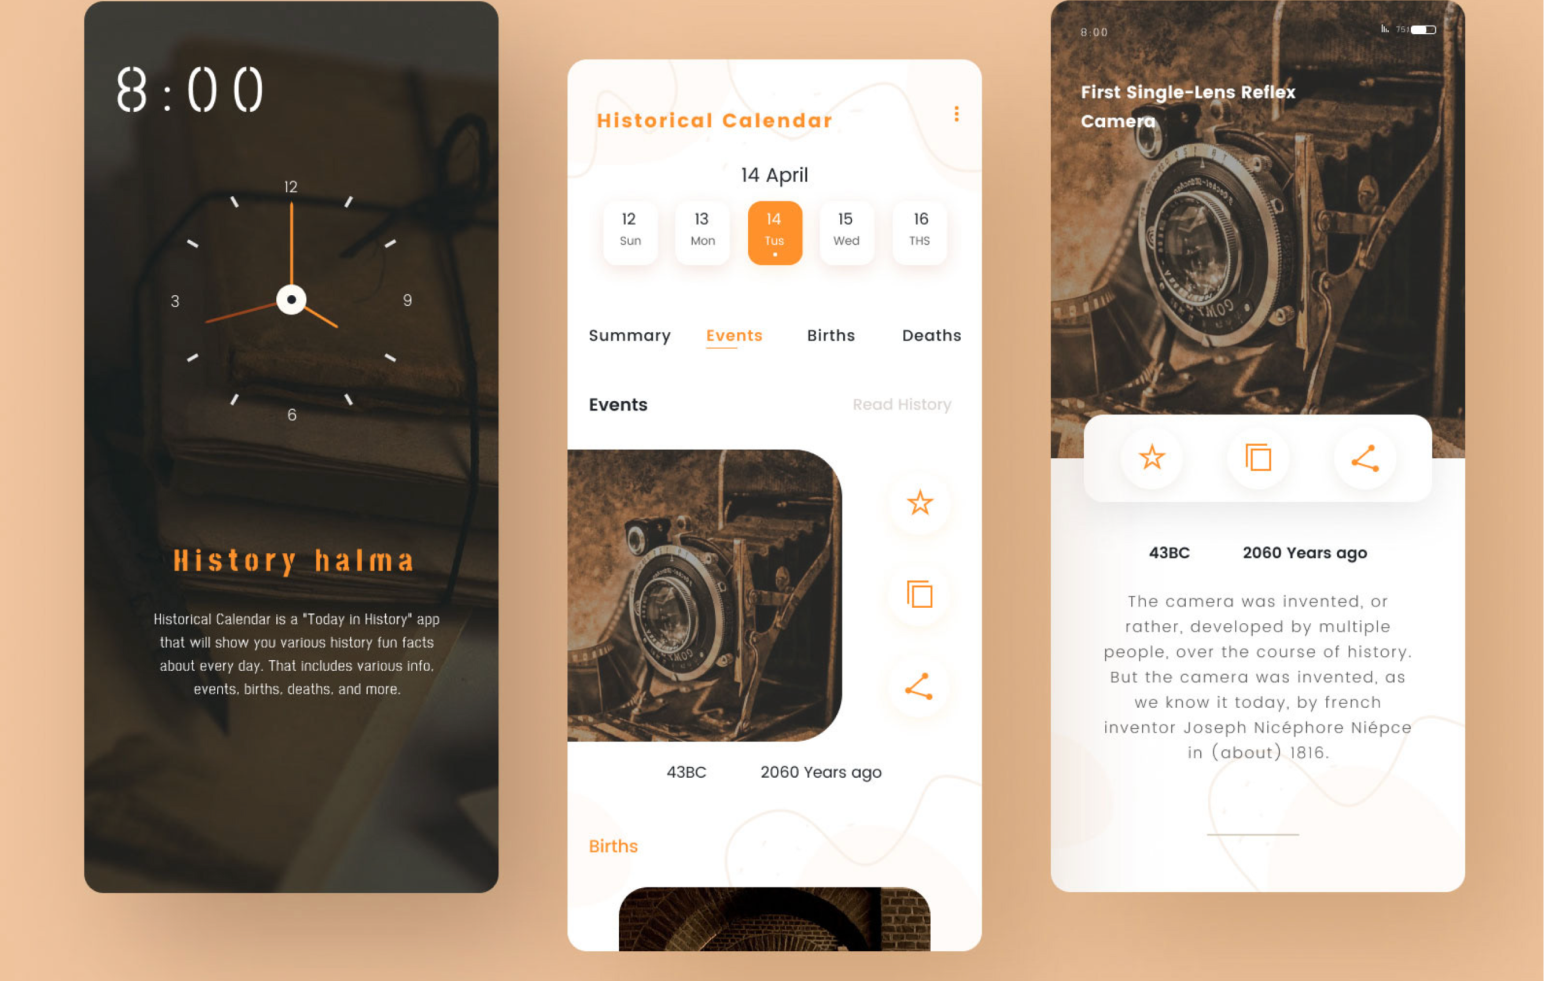 8:00
12
3
9
6
History halma
Historical Calendar is a "Today in History" app
that will show you various history fun facts
about every day. That includes various info,
events, births, deaths, and more.
Historical Calendar
14 April
12 13 14 15 16
Sun Mon Tus Wed THS
Summary Events Births Deaths
Events Read History
43BC 2060 Years ago
Births
8:00
First Single-Lens Reflex
Camera
43BC 2060 Years ago
The camera was invented, or
rather, developed by multiple
people, over the course of history.
But the camera was invented, as
we know it today, by french
inventor Joseph Nicéphore Niépce
in (about) 1816.